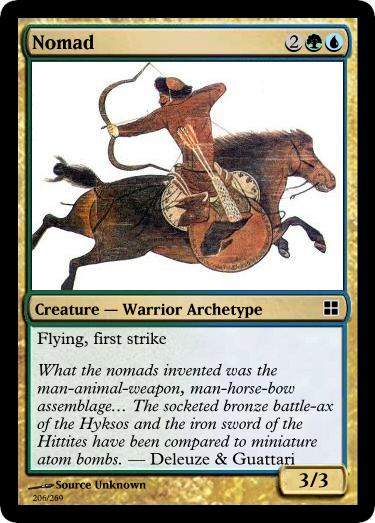 Nomad 2
Creature — Warrior Archetype
Flying, first strike
What the nomads invented was the
man-animal-weapon, man-horse-bow
assemblage... The socketed bronze battle-ax
of the Hyksos and the iron sword of the
Hittites have been compared to miniature
atom bombs. — Deleuze & Guattari
3/3
Source Unknown
206/269